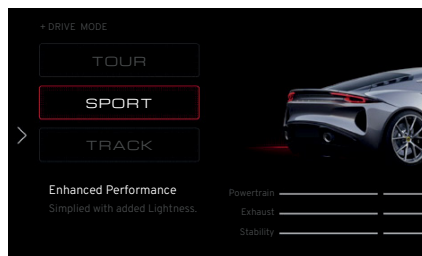 + DRIVE MODE
TOUR
SPORT
TRACK
Enhanced Performance
Simplied with added Lightness.
Powertrain
Exhaust
Stability